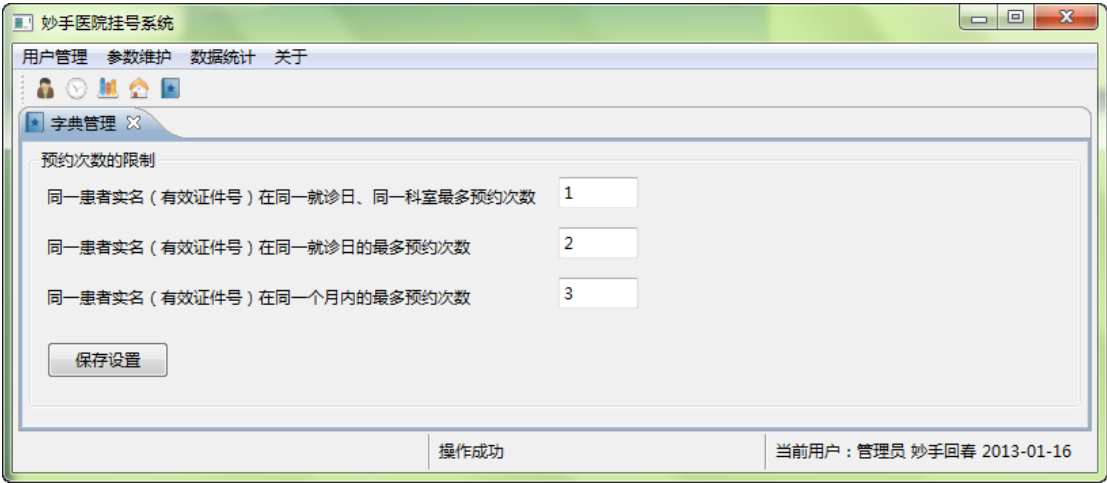 妙手医院挂号系统
用户管理 参数维护 数据统计 关于
字典管理
预约次数的限制
同一患者实名（有效证件号）在同一就诊日、同一科室最多预约次数 1
同一患者实名（有效证件号）在同一就诊日的最多预约次数 2
同一患者实名（有效证件号）在同一个月内的最多预约次数 3
保存设置
操作成功 当前用户：管理员 妙手回春 2013-01-16